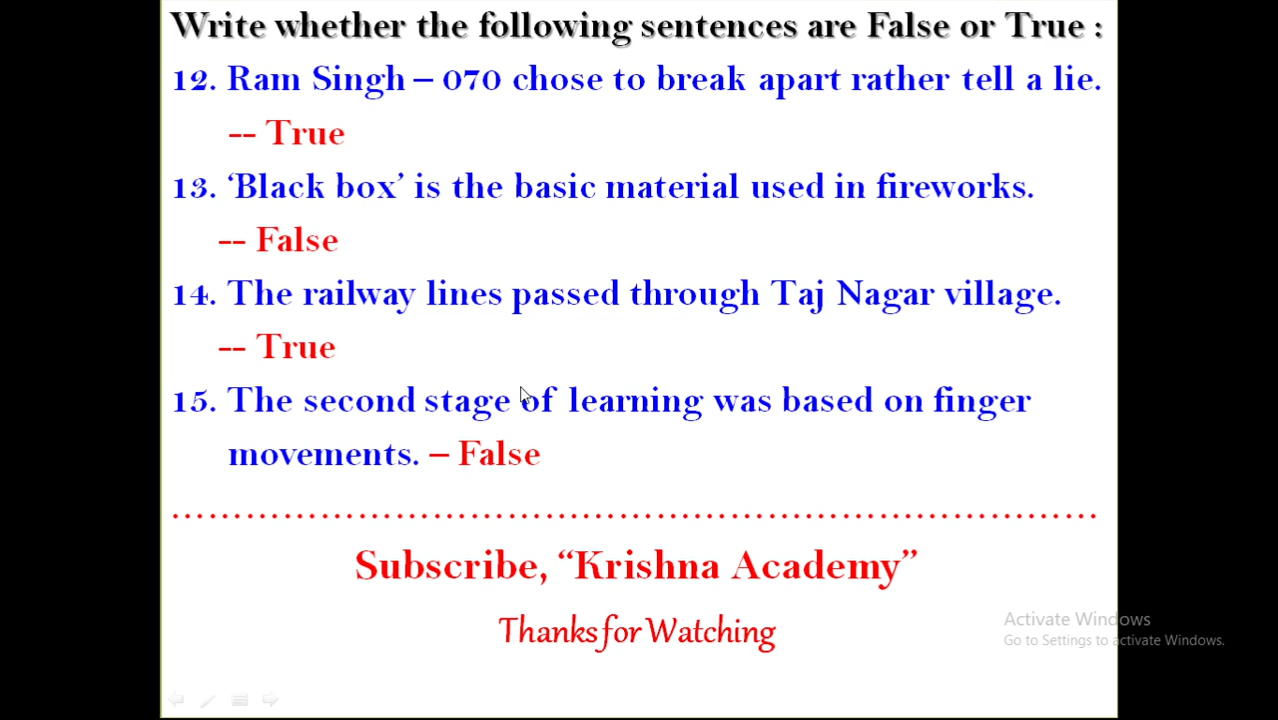 Write whether the following sentences are False or True :
12. Ram Singh – 070 chose to break apart rather tell a lie.
-- True
13. ‘Black box’ is the basic material used in fireworks.
-- False
14. The railway lines passed through Taj Nagar village.
-- True
15. The second stage of learning was based on finger
movements. – False
........................................................................
Subscribe, “Krishna Academy”
Thanks for Watching
Activate Windows
Go to Settings to activate Windows.